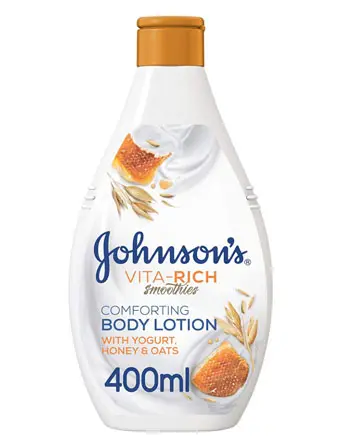 Johnson's®
VITA-RICH
smoothies
COMFORTING
BODY LOTION
WITH YOGURT,
HONEY & OATS
400ml